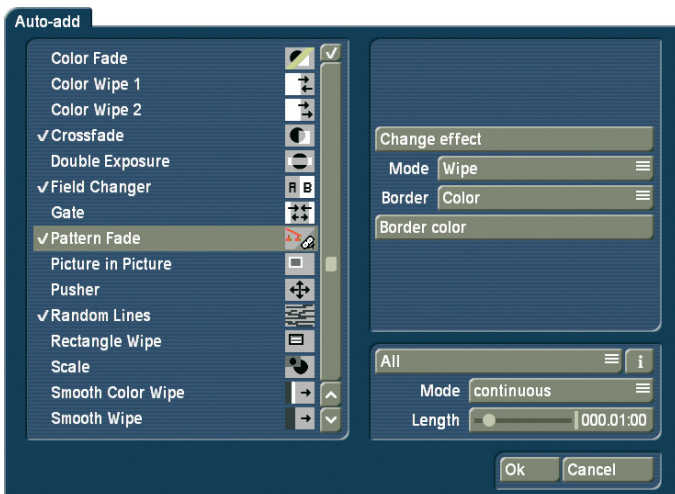 Auto-add
Color Fade
Color Wipe 1
Color Wipe 2
Crossfade
Double Exposure
Field Changer
A B
Gate
Pattern Fade
Picture in Picture
Pusher
Random Lines
Rectangle Wipe
Scale
Smooth Color Wipe
Smooth Wipe
Change effect
Mode Wipe
Border Color
Border color
All i
Mode continuous
Length 000.01:00
Ok Cancel